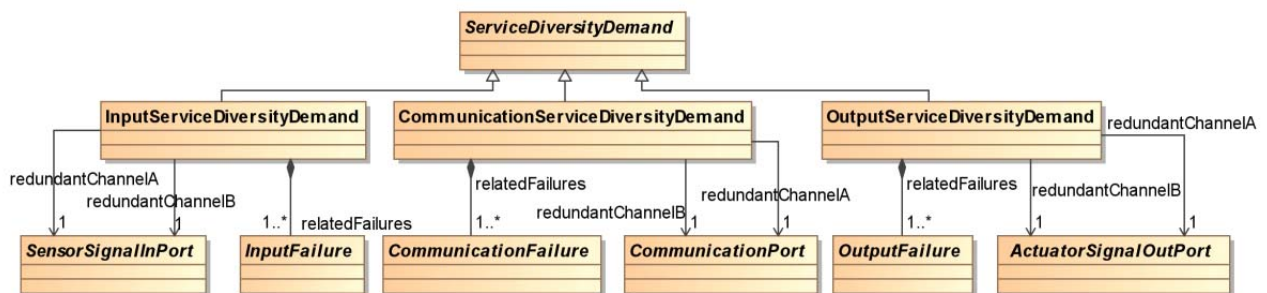 ServiceDiversityDemand
InputServiceDiversityDemand
CommunicationServiceDiversityDemand
OutputServiceDiversityDemand
redundantChannelA
redundantChannelA
redundantChannelB
relatedFailures
redundantChannelA
relatedFailures
redundantChannelB
1
1
1..*
relatedFailures
1..*
redundantChannelB
1
1
1..*
1
1
SensorSignalInPort
InputFailure
CommunicationFailure
CommunicationPort
OutputFailure
ActuatorSignalOutPort